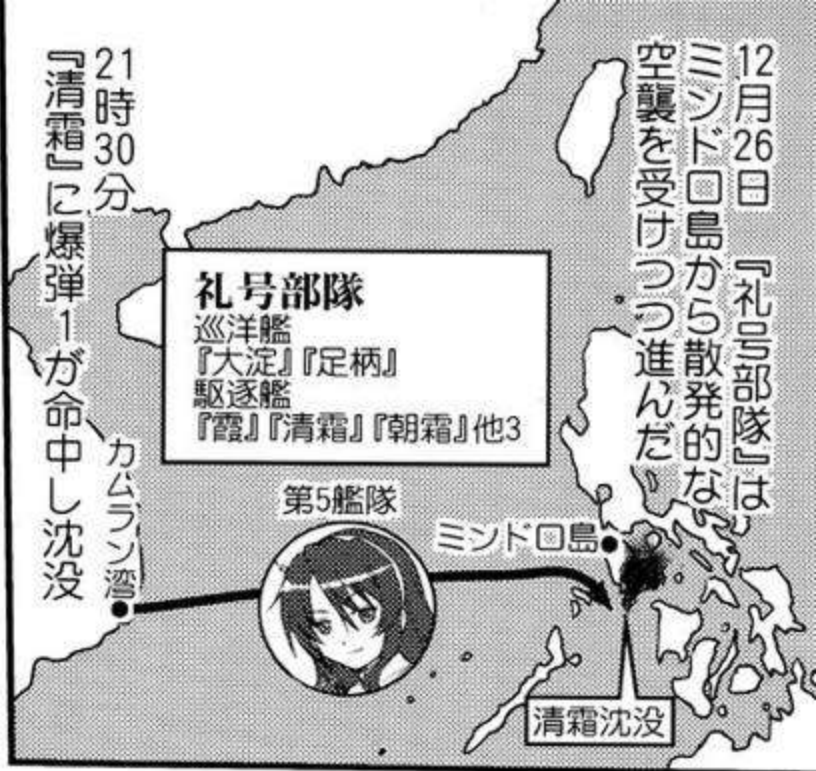 12月26日 『礼号部隊』は
ミンドロ島から散発的な
空襲を受けつつ進んだ
礼号部隊
巡洋艦
『大淀』『足柄』
駆逐艦
『霞』『清霜』『朝霜』他3
第5艦隊
ミンドロ島
カムラン湾
清霜沈没
21時30分
『清霜』に爆弾1が命中し沈没